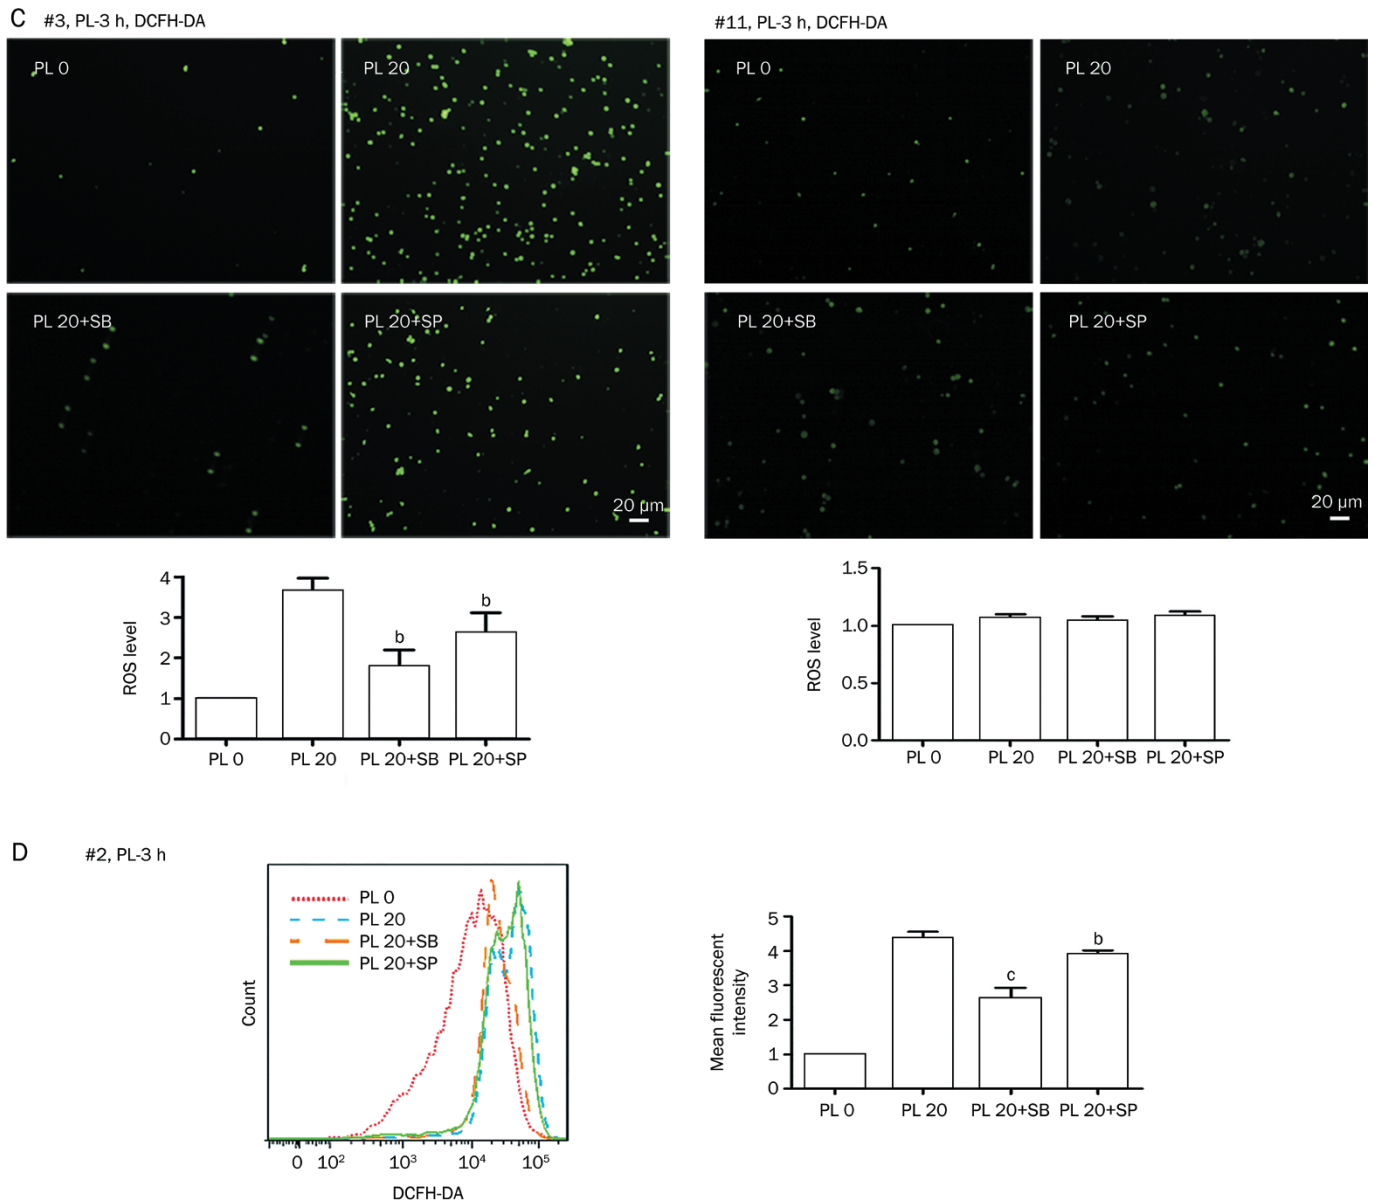 C #3, PL-3 h, DCFH-DA
PL 0
PL 20
PL 20+SB
PL 20+SP
20 µm
#11, PL-3 h, DCFH-DA
PL 0
PL 20
PL 20+SB
PL 20+SP
20 µm
ROS level
4
3
2
1
0
b
b
PL 0 PL 20 PL 20+SB PL 20+SP
ROS level
1.5
1.0
0.5
0.0
PL 0 PL 20 PL 20+SB PL 20+SP
D #2, PL-3 h
PL 0
PL 20
PL 20+SB
PL 20+SP
Count
0 10² 10³ 10⁴ 10⁵
DCFH-DA
Mean fluorescent
intensity
5
4
3
2
1
0
c
b
PL 0 PL 20 PL 20+SB PL 20+SP